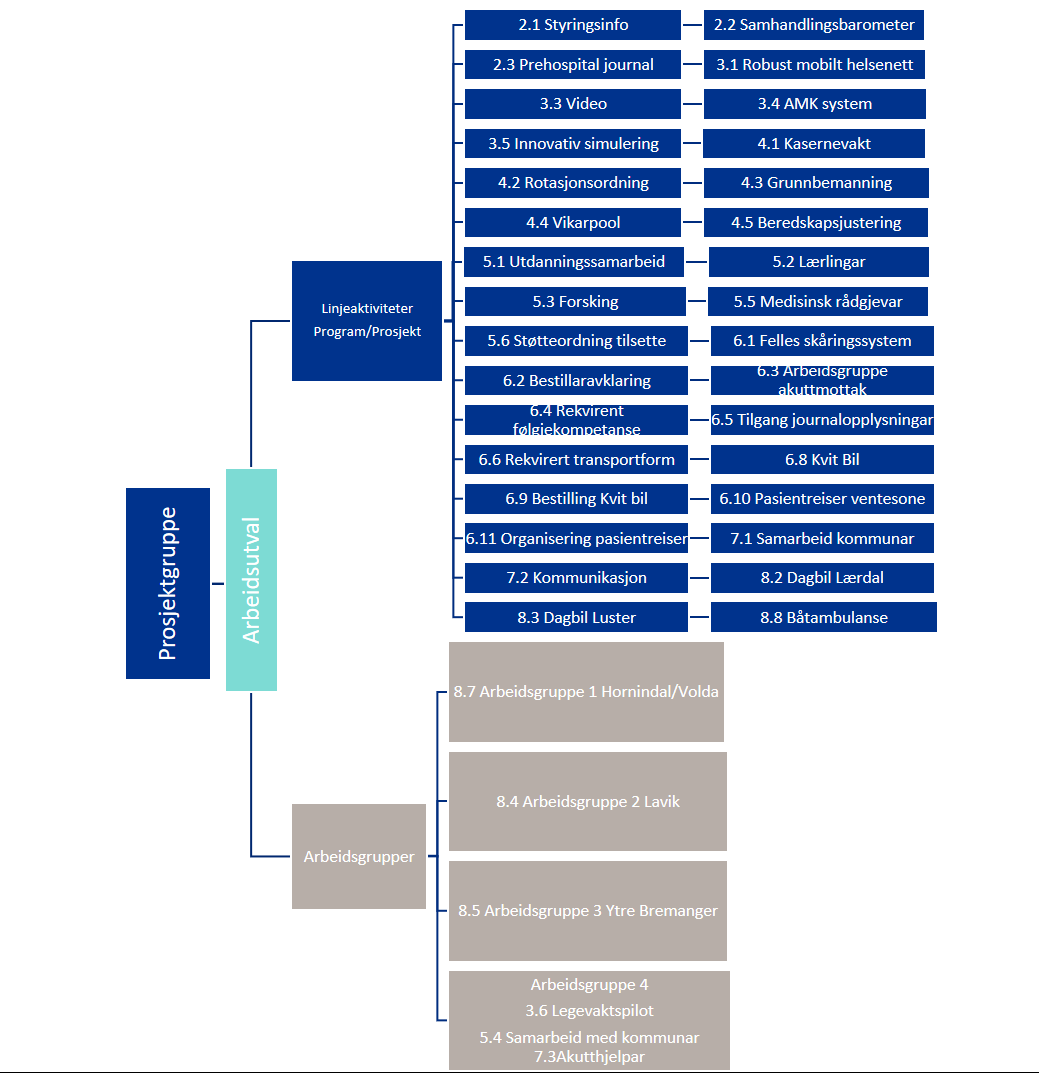 Prosjektgruppe
Arbeidsutval
Linjeaktiviteter
Program/Prosjekt
2.1 Styringsinfo
2.2 Samhandlingsbarometer
2.3 Prehospital journal
3.1 Robust mobilt helsenett
3.3 Video
3.4 AMK system
3.5 Innovativ simulering
4.1 Kasernevakt
4.2 Rotasjonsordning
4.3 Grunnbemanning
4.4 Vikarpool
4.5 Beredskapsjustering
5.1 Utdanningssamarbeid
5.2 Lærlingar
5.3 Forsking
5.5 Medisinsk rådgjevar
5.6 Støtteordning tilsette
6.1 Felles skåringssystem
6.2 Bestillaravklaring
6.3 Arbeidsgruppe
akuttmottak
6.4 Rekvirent
følgjekompetanse
6.5 Tilgang journalopplysningar
6.6 Rekvirert transportform
6.8 Kvit Bil
6.9 Bestilling Kvit bil
6.10 Pasientreiser ventesone
6.11 Organisering pasientreiser
7.1 Samarbeid kommunar
7.2 Kommunikasjon
8.2 Dagbil Lærdal
8.3 Dagbil Luster
8.8 Båtambulanse
Arbeidsgrupper
8.7 Arbeidsgruppe 1 Hornindal/Volda
8.4 Arbeidsgruppe 2 Lavik
8.5 Arbeidsgruppe 3 Ytre Bremanger
Arbeidsgruppe 4
3.6 Legevaktspilot
5.4 Samarbeid med kommunar
7.3Akutthjelpar